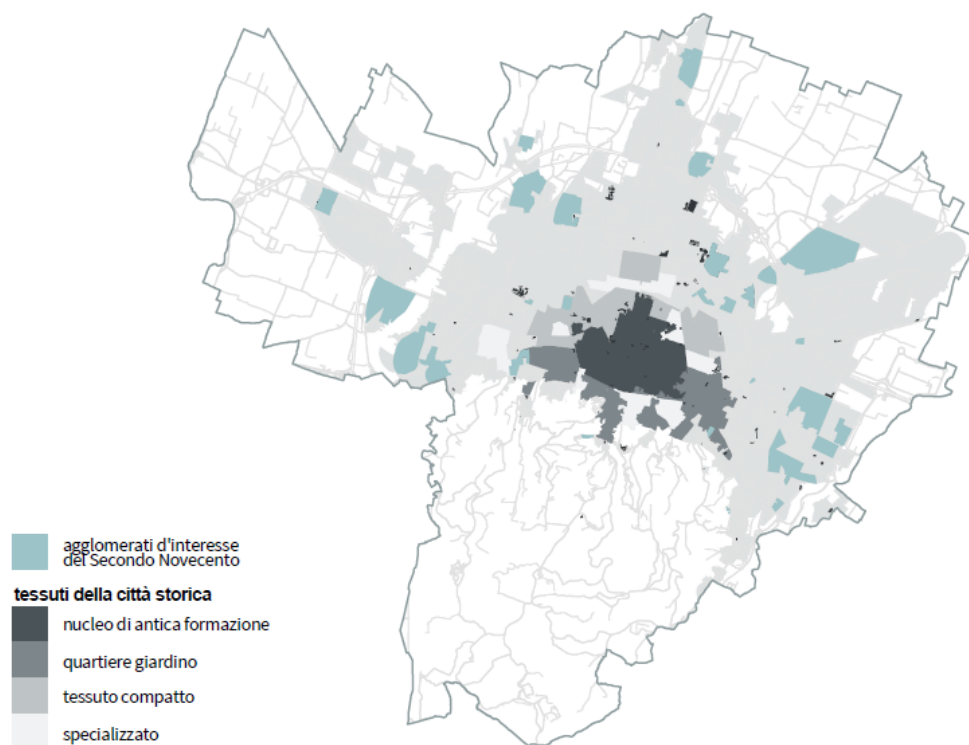 agglomerati d'interesse
del Secondo Novecento
tessuti della città storica
nucleo di antica formazione
quartiere giardino
tessuto compatto
specializzato